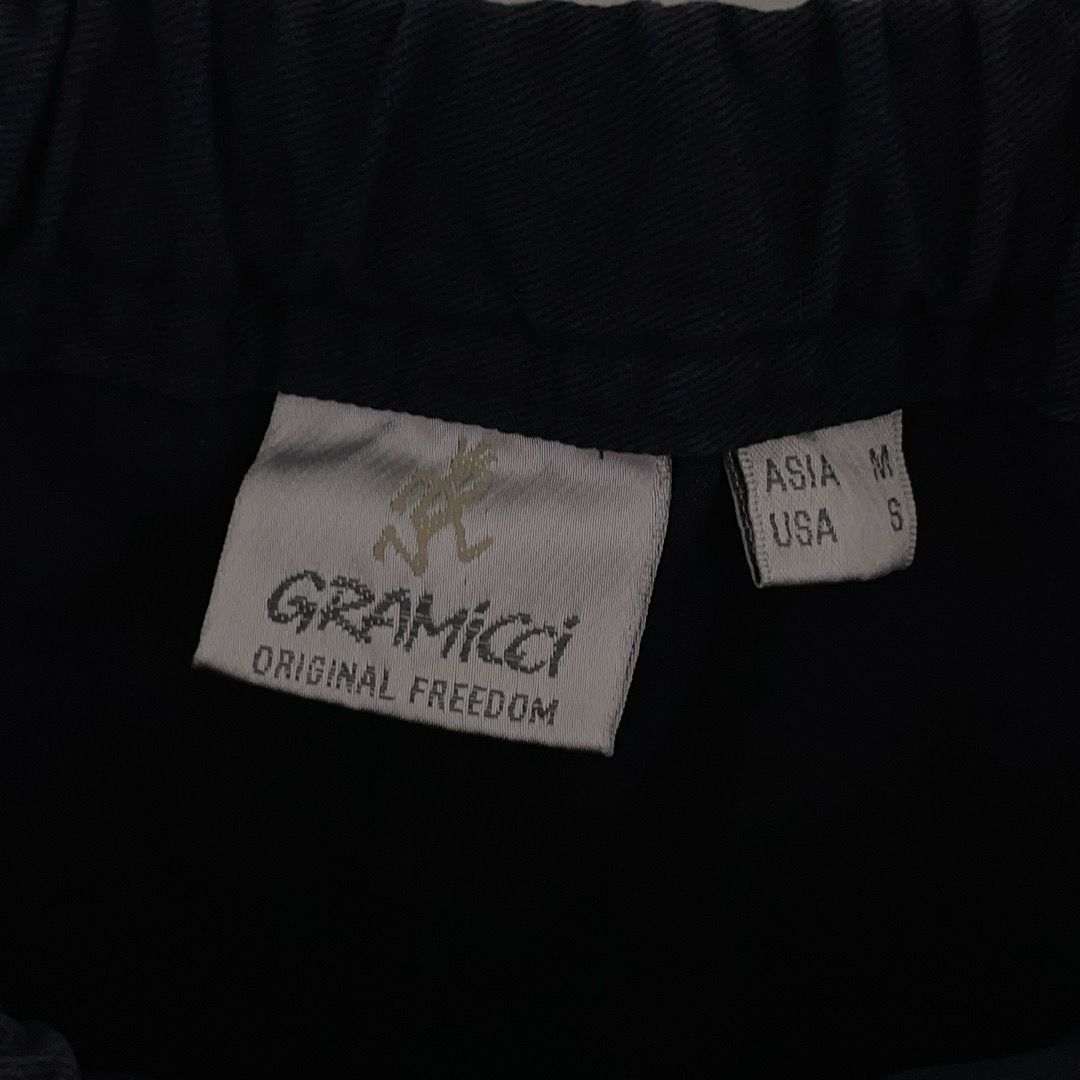 GRAMiCCi
ORIGINAL FREEDOM
ASIA M
USA S